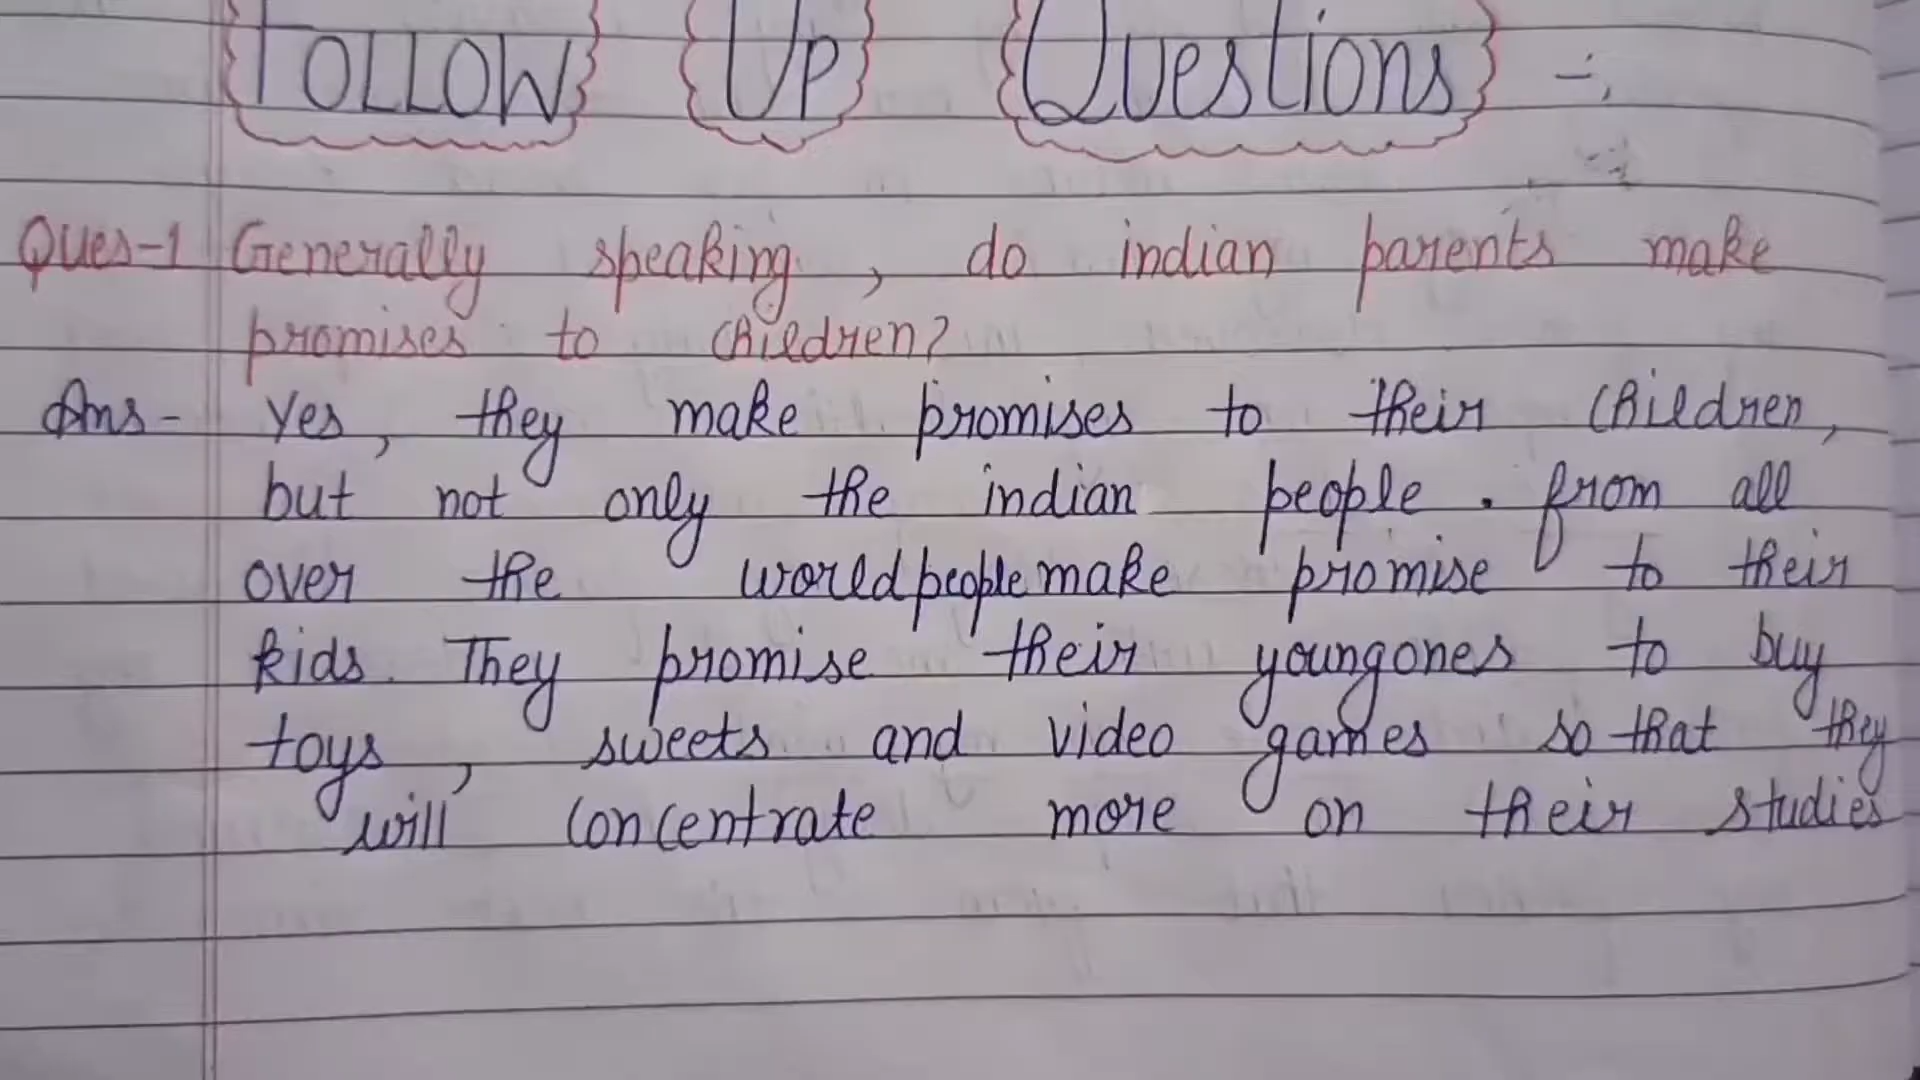 FOLLOW Up Questions :-
Ques-1 Generally speaking, do indian parents make
promises to children?
Ans- Yes, they make promises to their children,
but not only the indian people. from all
over the world people make promise to their
kids. They promise their youngones to buy
toys, sweets and video games so that they
will concentrate more on their studies